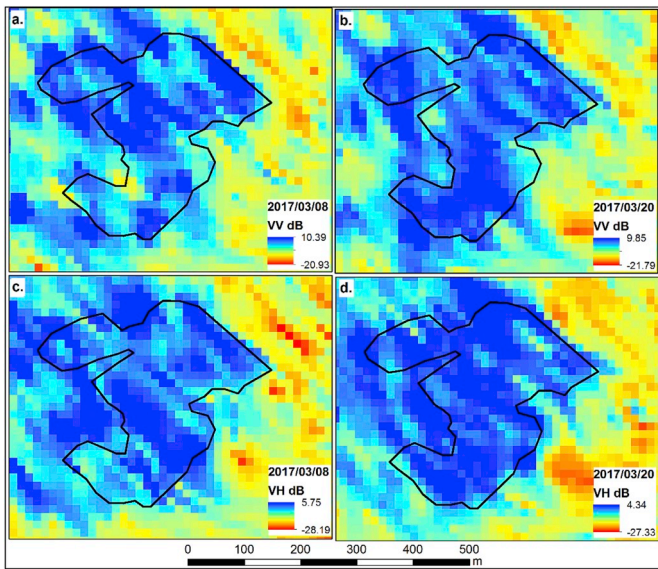 a.
2017/03/08
VV dB
10.39
-20.93
b.
2017/03/20
VV dB
9.85
-21.79
c.
2017/03/08
VH dB
5.75
-28.19
d.
2017/03/20
VH dB
4.34
-27.33
0 100 200 300 400 500
m